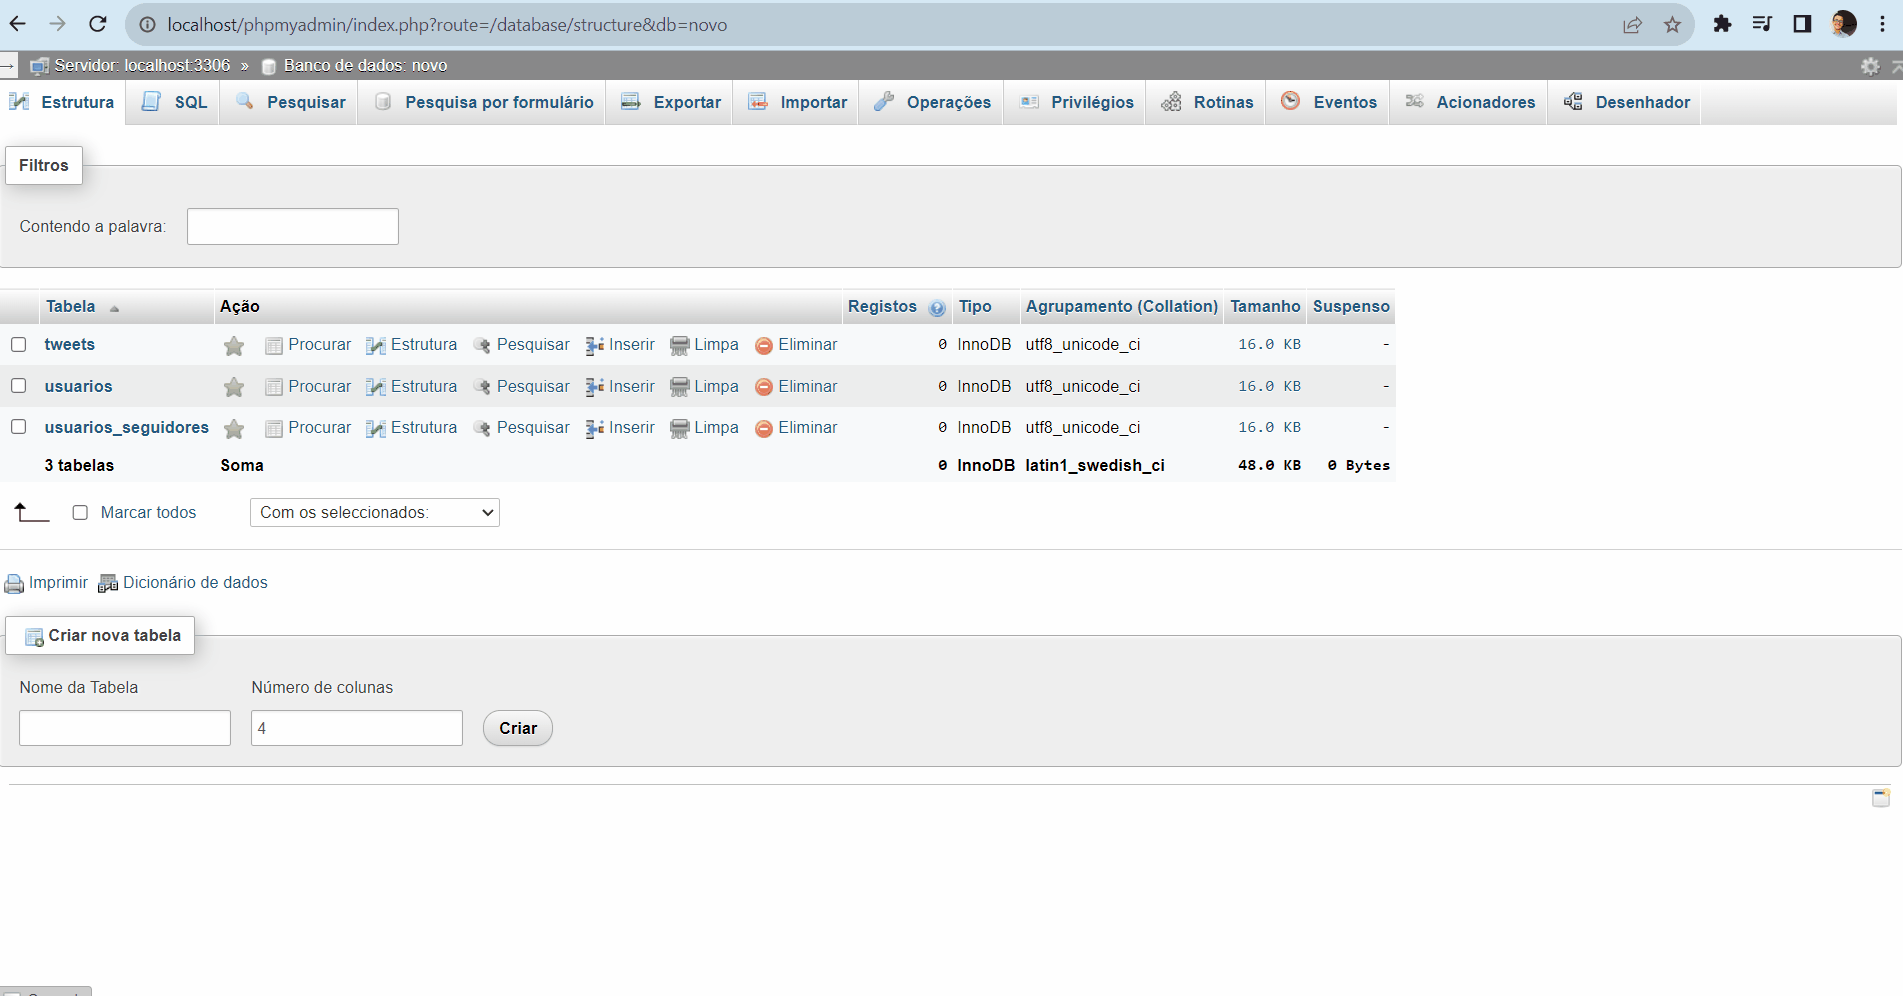 localhost/phpmyadmin/index.php?route=/database/structure&db=novo
Servidor: localhost:3306 » Banco de dados: novo
Estrutura SQL Pesquisar Pesquisa por formulário Exportar Importar Operações Privilégios Rotinas Eventos Acionadores Desenhador
Filtros
Contendo a palavra:
Tabela Ação Registos Tipo Agrupamento (Collation) Tamanho Suspenso
tweets Procurar Estrutura Pesquisar Inserir Limpa Eliminar 0 InnoDB utf8_unicode_ci 16.0 KB -
usuarios Procurar Estrutura Pesquisar Inserir Limpa Eliminar 0 InnoDB utf8_unicode_ci 16.0 KB -
usuarios_seguidores Procurar Estrutura Pesquisar Inserir Limpa Eliminar 0 InnoDB utf8_unicode_ci 16.0 KB -
3 tabelas Soma 0 InnoDB latin1_swedish_ci 48.0 KB 0 Bytes
Marcar todos Com os seleccionados:
Imprimir Dicionário de dados
Criar nova tabela
Nome da Tabela Número de colunas
4 Criar